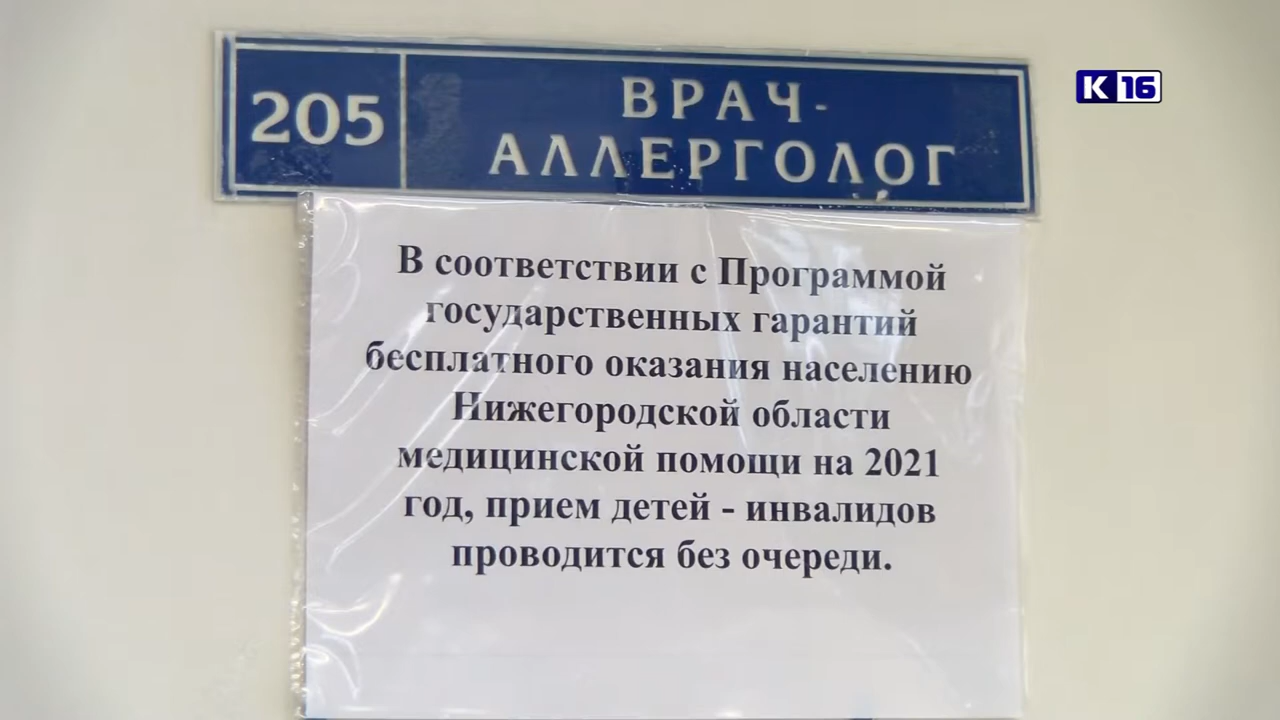 205
ВРАЧ-
АЛЛЕРГОЛОГ
К 16
В соответствии с Программой
государственных гарантий
бесплатного оказания населению
Нижегородской области
медицинской помощи на 2021
год, прием детей - инвалидов
проводится без очереди.